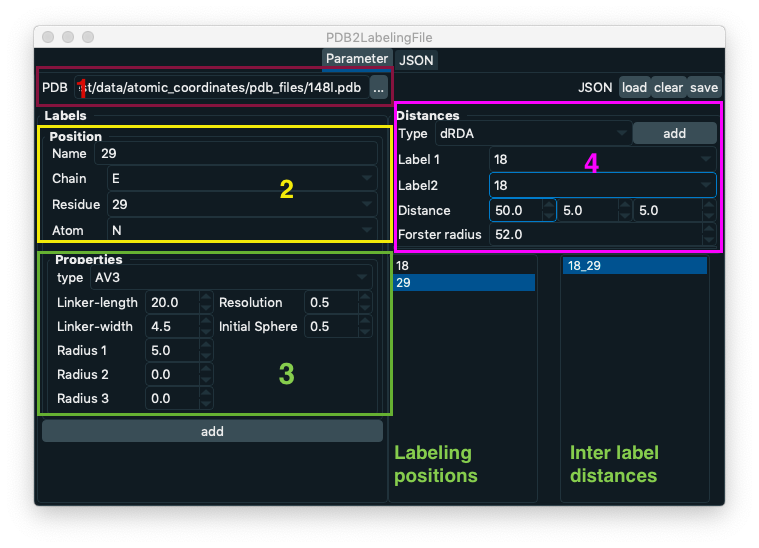 PDB2LabelingFile
Parameter JSON
PDB 1 st/data/atomic_coordinates/pdb_files/148l.pdb ... JSON load clear save
Labels
Position
Name 29
Chain E
Residue 29
Atom N
2
Properties
type AV3
Linker-length 20.0 Resolution 0.5
Linker-width 4.5 Initial Sphere 0.5
Radius 1 5.0
Radius 2 0.0
Radius 3 0.0
3
add
Distances
Type dRDA add
Label 1 18
Label2 18
Distance 50.0 5.0 5.0
Forster radius 52.0
4
18
29
Labeling
positions
18_29
Inter label
distances